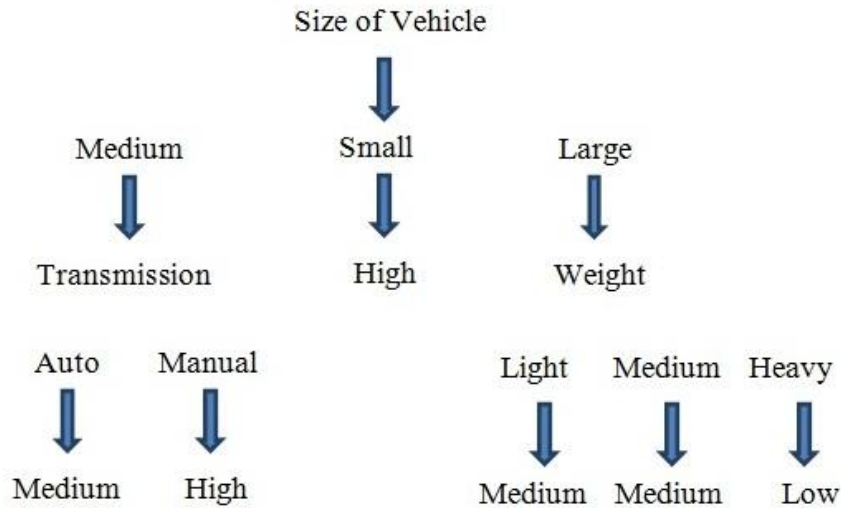 Size of Vehicle
Medium Small Large
Transmission High Weight
Auto Manual Light Medium Heavy
Medium High Medium Medium Low